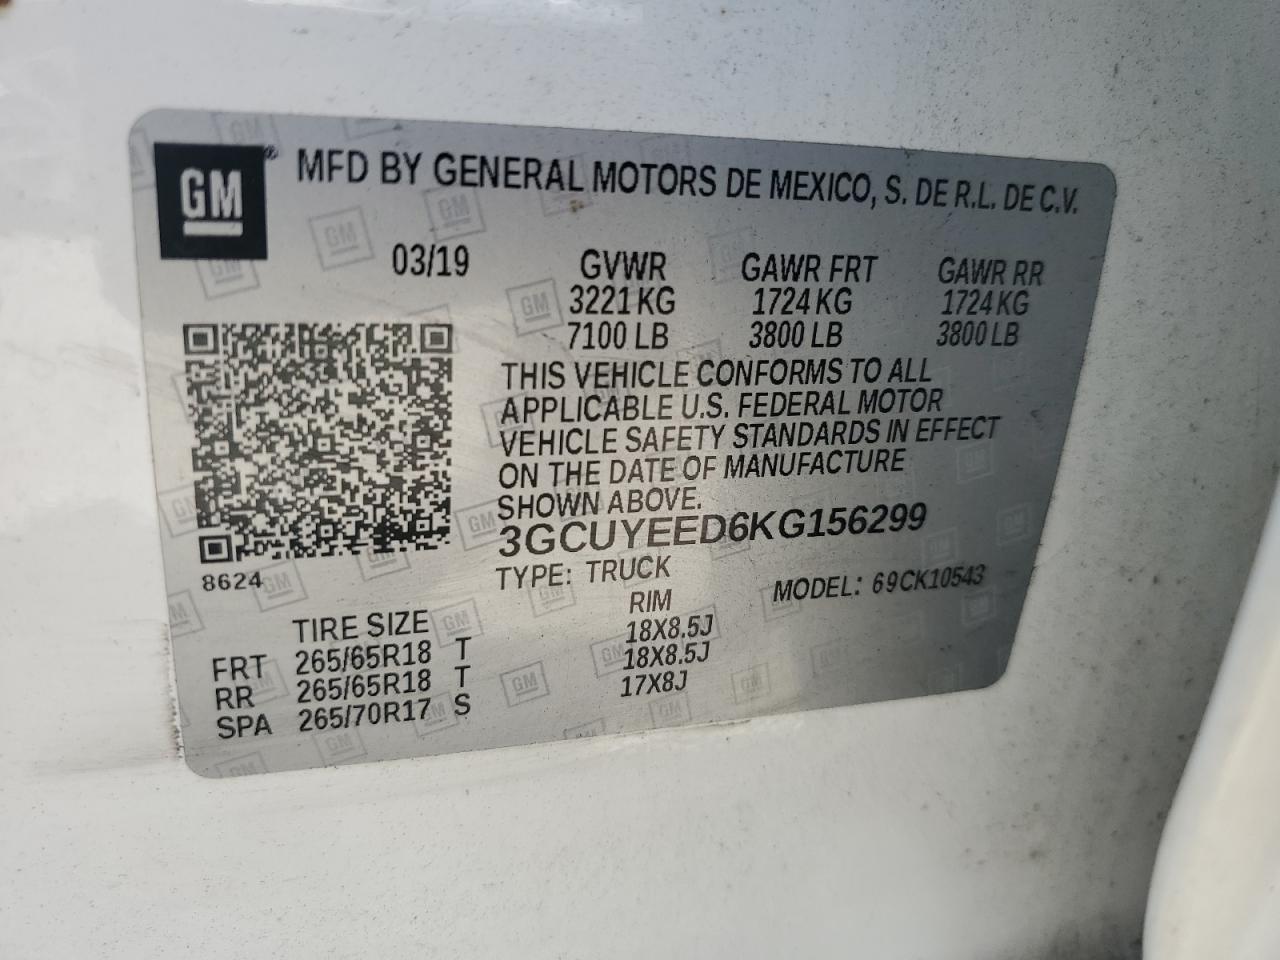 GM ® MFD BY GENERAL MOTORS DE MEXICO, S. DE R.L. DE C.V.
03/19 GVWR GAWR FRT GAWR RR
3221 KG 1724 KG 1724 KG
7100 LB 3800 LB 3800 LB
THIS VEHICLE CONFORMS TO ALL
APPLICABLE U.S. FEDERAL MOTOR
VEHICLE SAFETY STANDARDS IN EFFECT
ON THE DATE OF MANUFACTURE
SHOWN ABOVE.
3GCUYEED6KG156299
8624 TYPE: TRUCK MODEL: 69CK10543
TIRE SIZE RIM
FRT 265/65R18 T 18X8.5J
RR 265/65R18 T 18X8.5J
SPA 265/70R17 S 17X8J